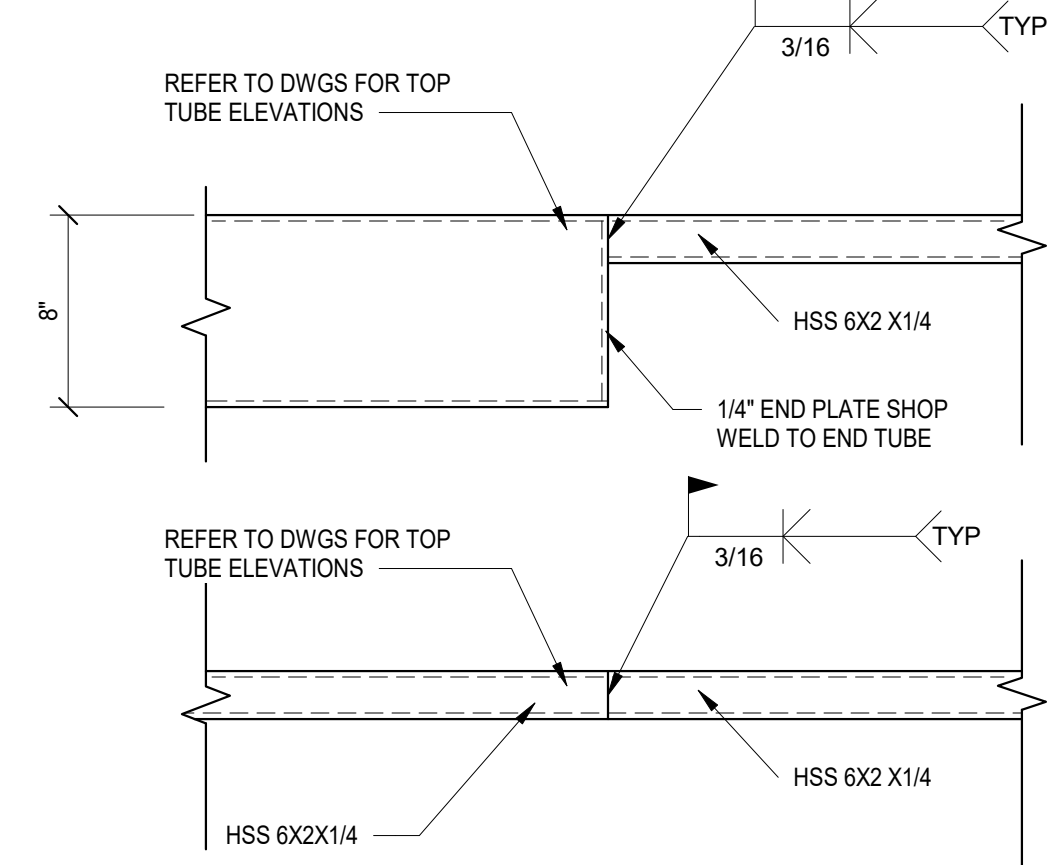 TYP
3/16
REFER TO DWGS FOR TOP
TUBE ELEVATIONS
8"
HSS 6X2 X1/4
1/4" END PLATE SHOP
WELD TO END TUBE
REFER TO DWGS FOR TOP
TUBE ELEVATIONS
TYP
3/16
HSS 6X2 X1/4
HSS 6X2X1/4